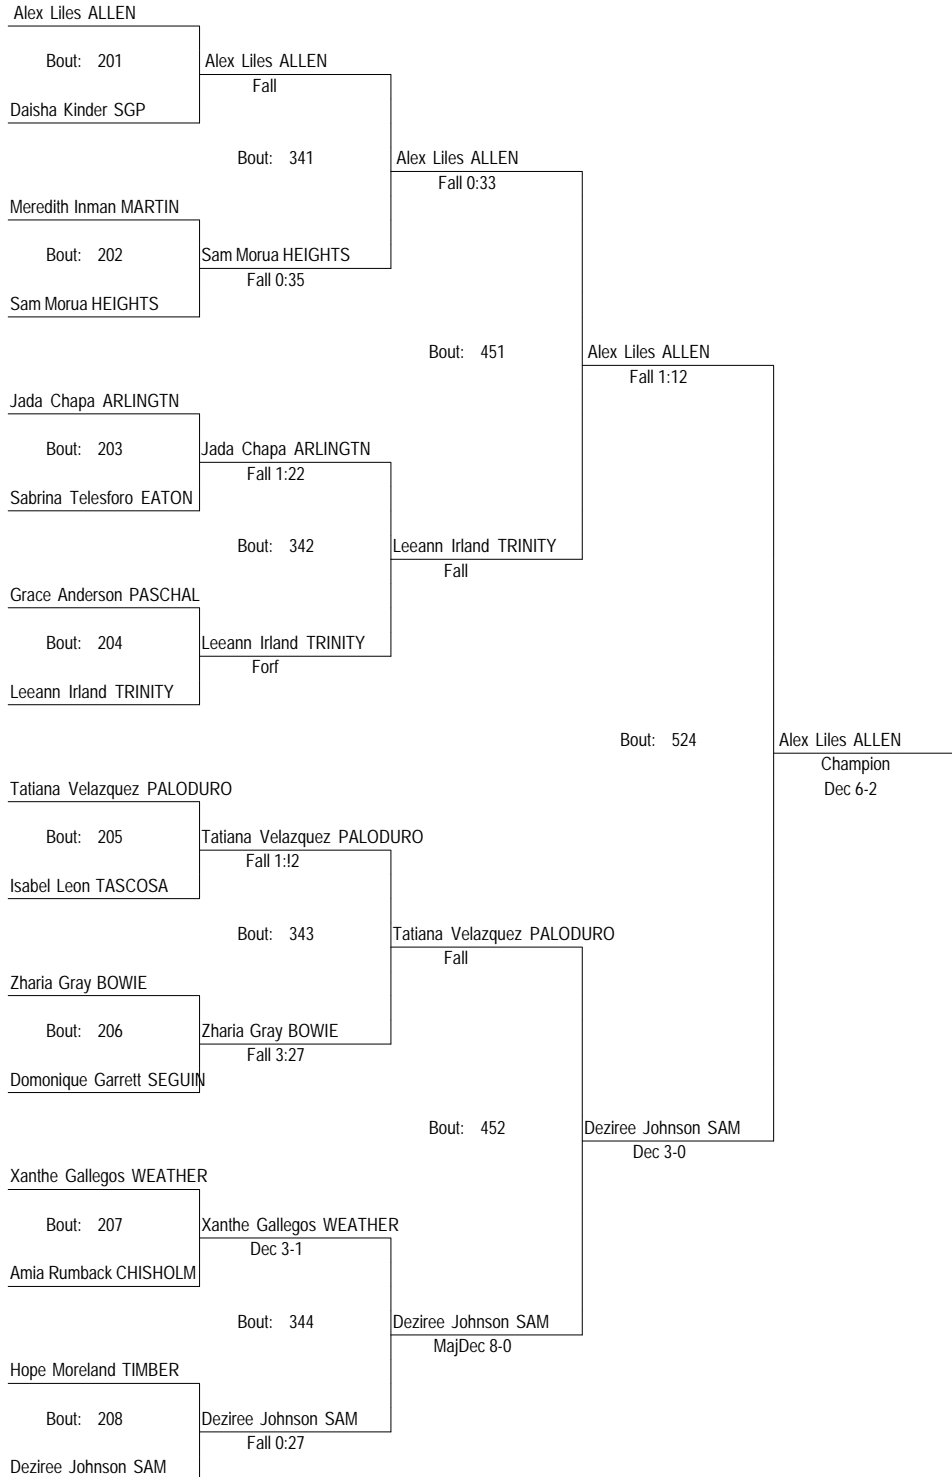 Alex Liles ALLEN
Bout: 201
Alex Liles ALLEN
Fall
Daisha Kinder SGP
Bout: 341
Alex Liles ALLEN
Fall 0:33
Meredith Inman MARTIN
Bout: 202
Sam Morua HEIGHTS
Fall 0:35
Sam Morua HEIGHTS
Bout: 451
Alex Liles ALLEN
Fall 1:12
Jada Chapa ARLINGTN
Bout: 203
Jada Chapa ARLINGTN
Fall 1:22
Sabrina Telesforo EATON
Bout: 342
Leeann Irland TRINITY
Fall
Grace Anderson PASCHAL
Bout: 204
Leeann Irland TRINITY
Forf
Leeann Irland TRINITY
Bout: 524
Alex Liles ALLEN
Champion
Dec 6-2
Tatiana Velazquez PALODURO
Bout: 205
Tatiana Velazquez PALODURO
Fall 1:!2
Isabel Leon TASCOSA
Bout: 343
Tatiana Velazquez PALODURO
Fall
Zharia Gray BOWIE
Bout: 206
Zharia Gray BOWIE
Fall 3:27
Domonique Garrett SEGUIN
Bout: 452
Deziree Johnson SAM
Dec 3-0
Xanthe Gallegos WEATHER
Bout: 207
Xanthe Gallegos WEATHER
Dec 3-1
Amia Rumback CHISHOLM
Bout: 344
Deziree Johnson SAM
MajDec 8-0
Hope Moreland TIMBER
Bout: 208
Deziree Johnson SAM
Fall 0:27
Deziree Johnson SAM